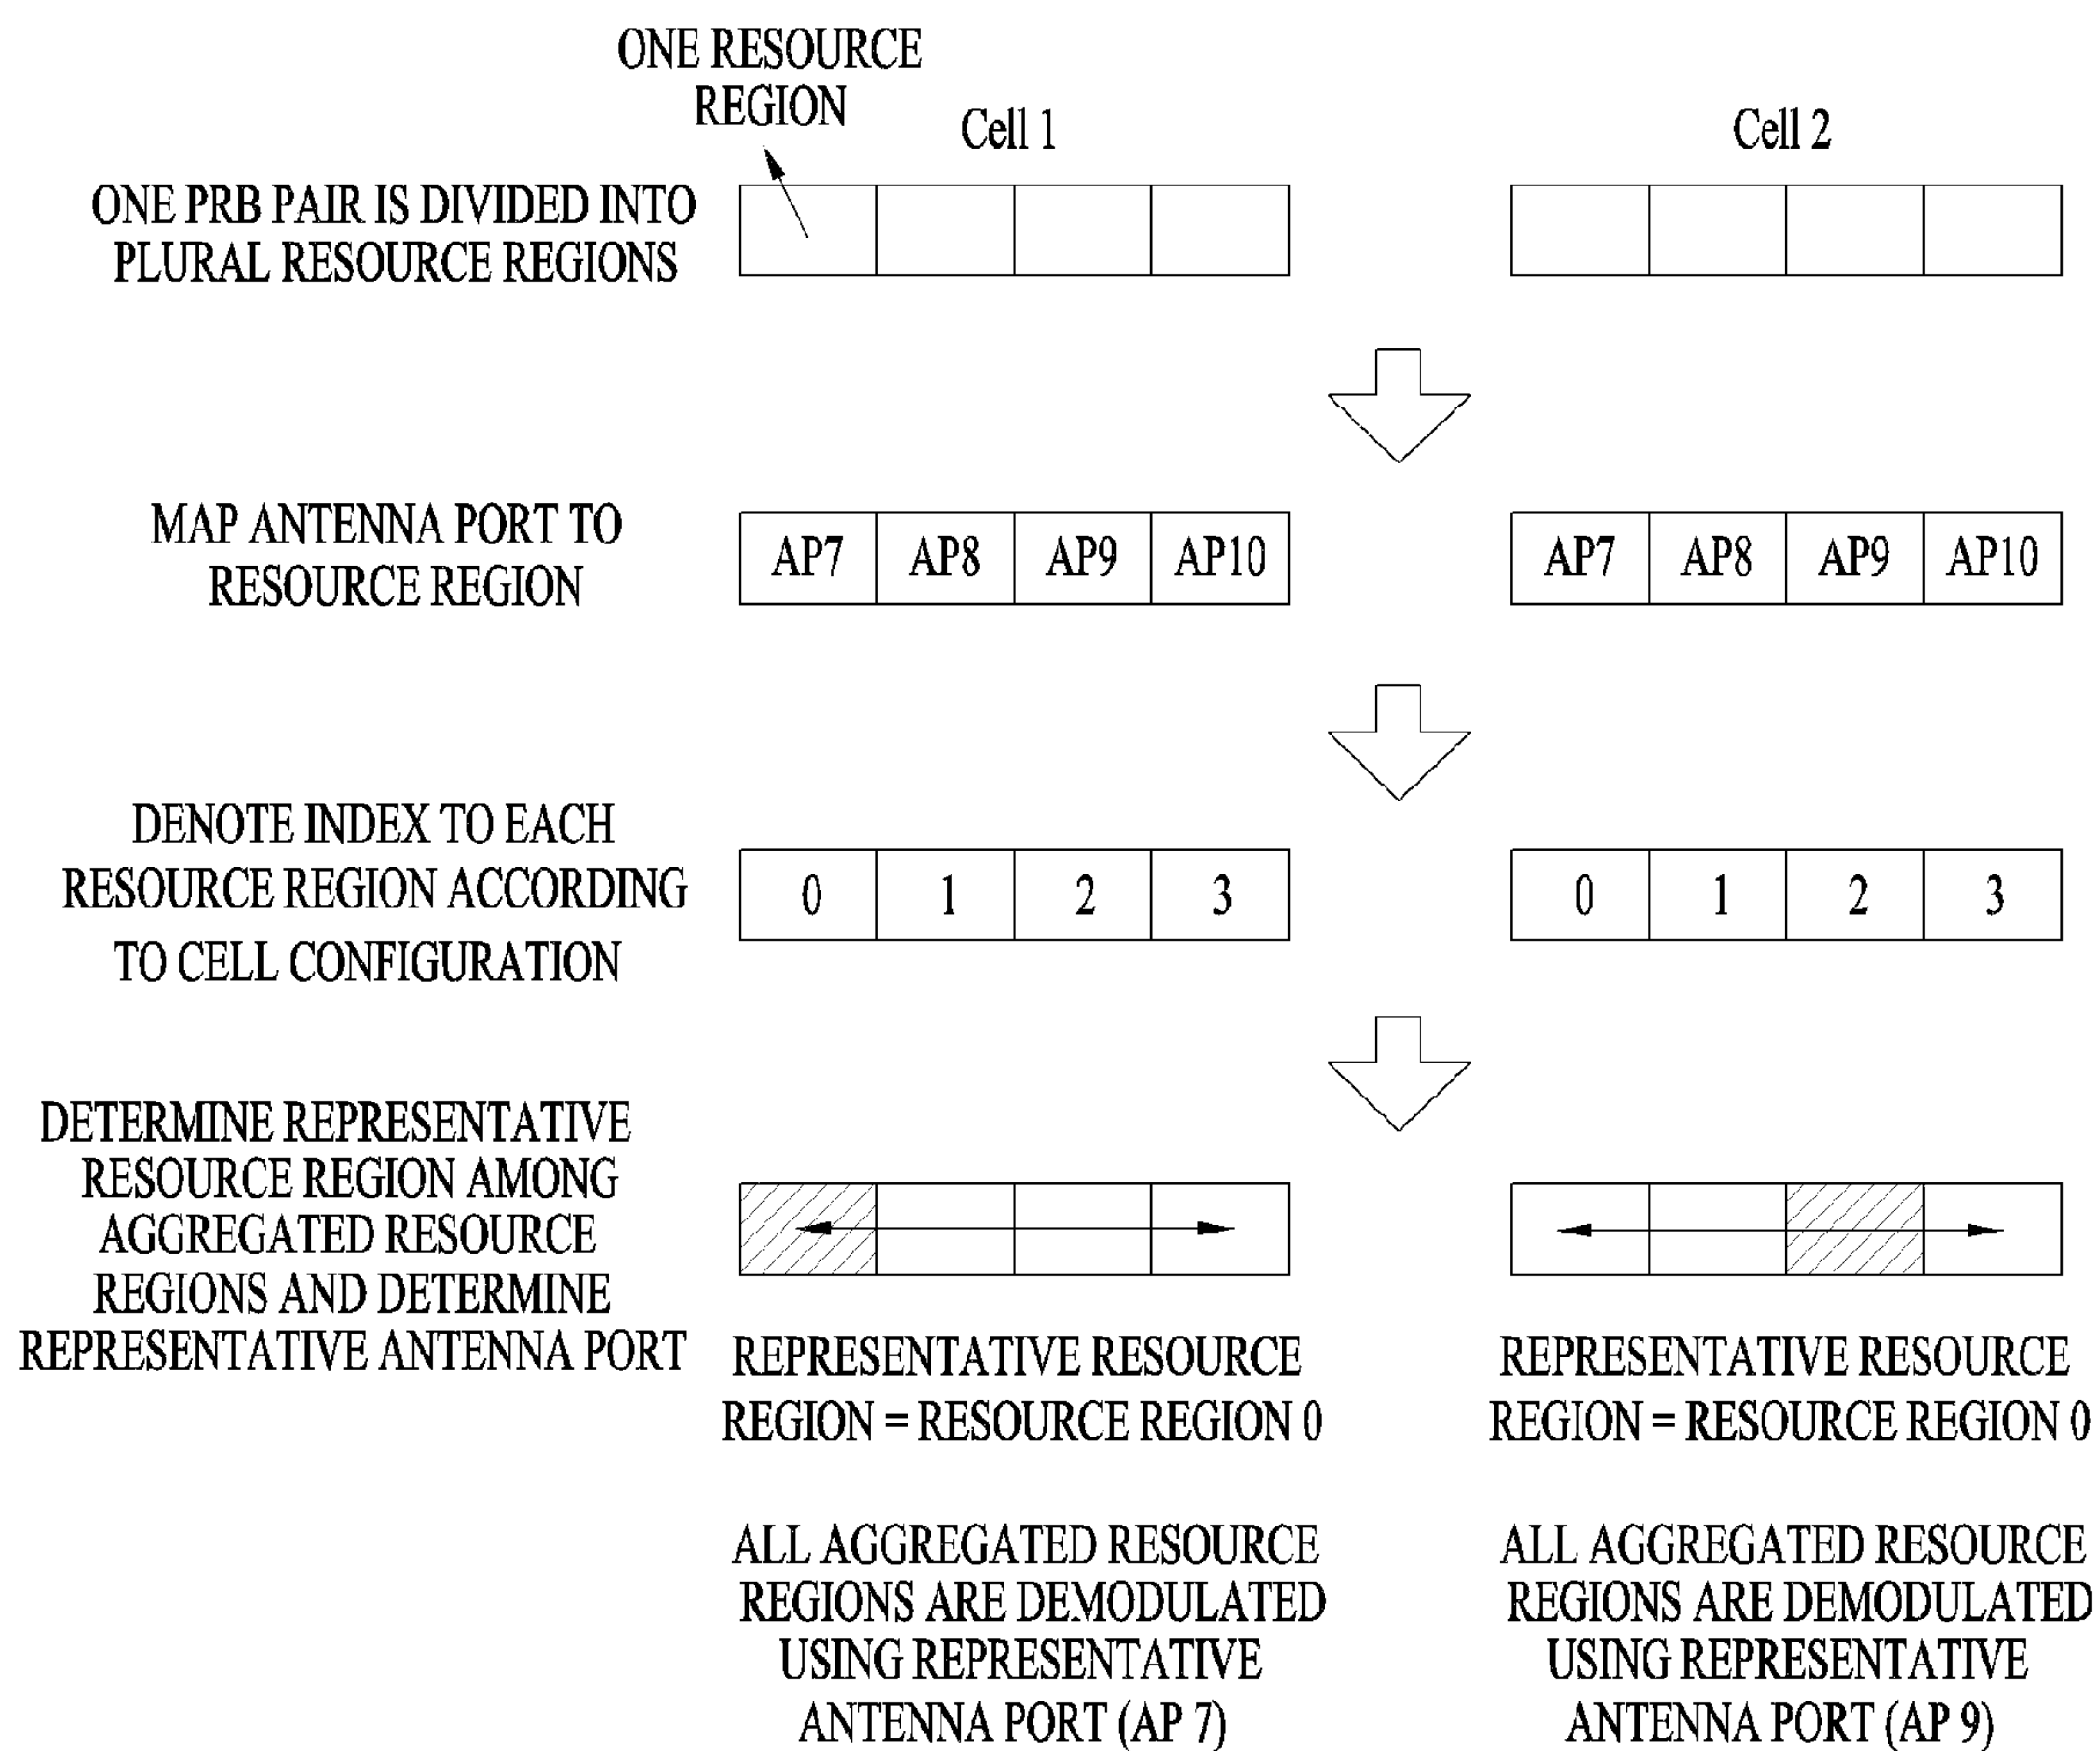 ONE RESOURCE
REGION
Cell 1
Cell 2
ONE PRB PAIR IS DIVIDED INTO
PLURAL RESOURCE REGIONS
MAP ANTENNA PORT TO
RESOURCE REGION
AP7 AP8 AP9 AP10
AP7 AP8 AP9 AP10
DENOTE INDEX TO EACH
RESOURCE REGION ACCORDING
TO CELL CONFIGURATION
0 1 2 3
0 1 2 3
DETERMINE REPRESENTATIVE
RESOURCE REGION AMONG
AGGREGATED RESOURCE
REGIONS AND DETERMINE
REPRESENTATIVE ANTENNA PORT
REPRESENTATIVE RESOURCE
REGION = RESOURCE REGION 0
ALL AGGREGATED RESOURCE
REGIONS ARE DEMODULATED
USING REPRESENTATIVE
ANTENNA PORT (AP 7)
REPRESENTATIVE RESOURCE
REGION = RESOURCE REGION 0
ALL AGGREGATED RESOURCE
REGIONS ARE DEMODULATED
USING REPRESENTATIVE
ANTENNA PORT (AP 9)